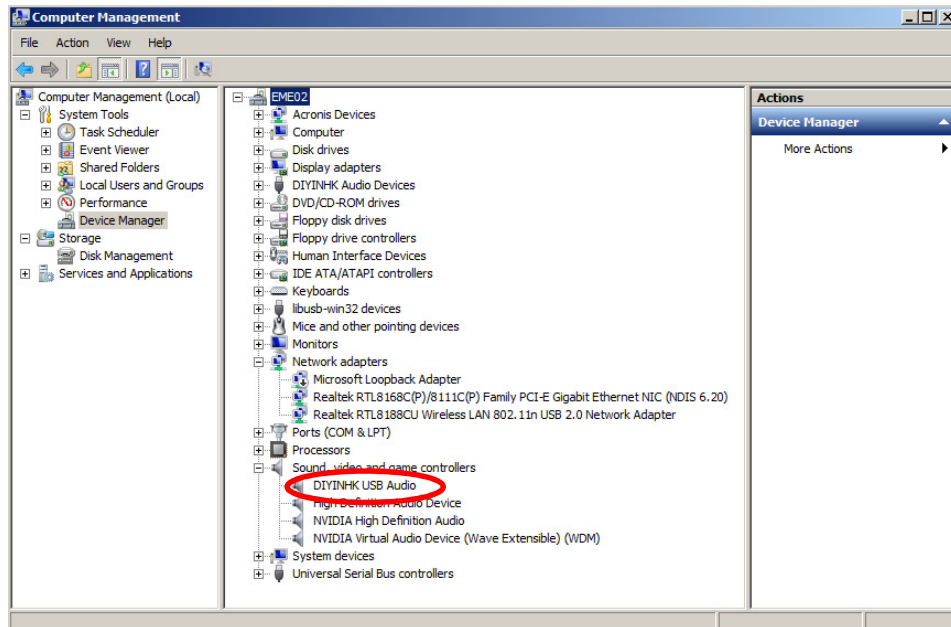 Computer Management
File Action View Help
Computer Management (Local)
System Tools
Task Scheduler
Event Viewer
Shared Folders
Local Users and Groups
Performance
Device Manager
Storage
Disk Management
Services and Applications
EME02
Acronis Devices
Computer
Disk drives
Display adapters
DIYINHK Audio Devices
DVD/CD-ROM drives
Floppy disk drives
Floppy drive controllers
Human Interface Devices
IDE ATA/ATAPI controllers
Keyboards
libusb-win32 devices
Mice and other pointing devices
Monitors
Network adapters
Microsoft Loopback Adapter
Realtek RTL8168C(P)/8111C(P) Family PCI-E Gigabit Ethernet NIC (NDIS 6.20)
Realtek RTL8188CU Wireless LAN 802.11n USB 2.0 Network Adapter
Ports (COM & LPT)
Processors
Sound, video and game controllers
DIYINHK USB Audio
High Definition Audio Device
NVIDIA High Definition Audio
NVIDIA Virtual Audio Device (Wave Extensible) (WDM)
System devices
Universal Serial Bus controllers
Actions
Device Manager
More Actions